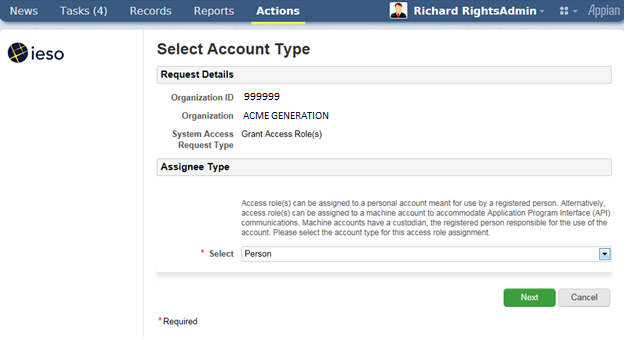 News Tasks (4) Records Reports Actions Richard RightsAdmin Appian
ieso
Select Account Type
Request Details
Organization ID 999999
Organization ACME GENERATION
System Access Grant Access Role(s)
Request Type
Assignee Type
Access role(s) can be assigned to a personal account meant for use by a registered person. Alternatively,
access role(s) can be assigned to a machine account to accommodate Application Program Interface (API)
communications. Machine accounts have a custodian, the registered person responsible for the use of the
account. Please select the account type for this access role assignment.
* Select Person
Next Cancel
*Required